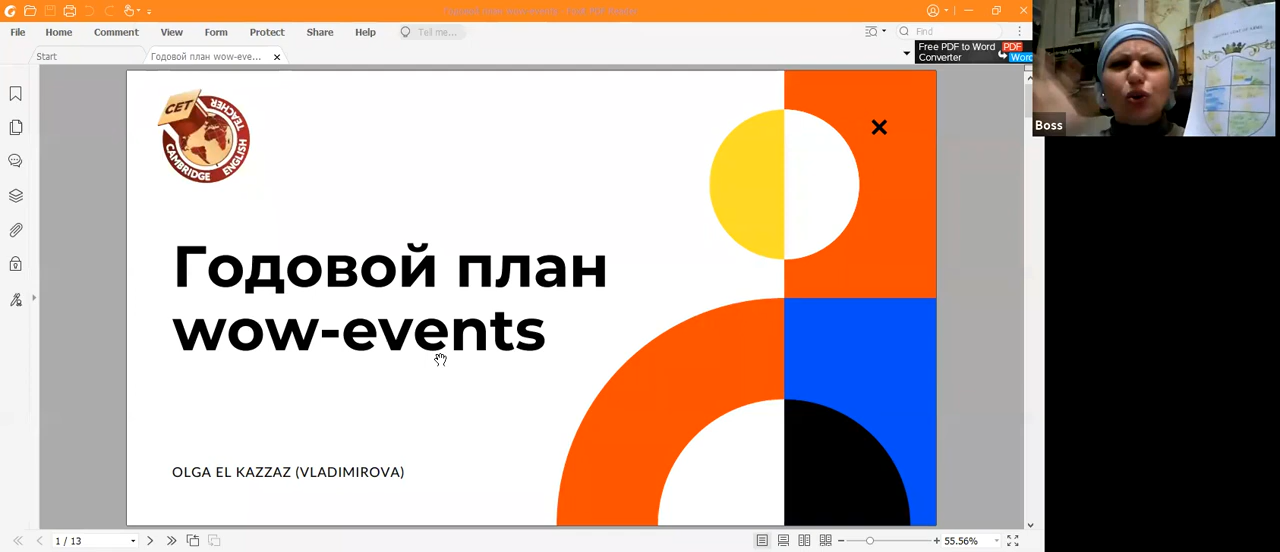 File Home Comment View Form Protect Share Help Tell me... Find
Start Годовой план wow-eve...
Free PDF to Word
Converter
PDF
Word
CET
CAMBRIDGE ENGLISH TEACHER
Годовой план
wow-events
OLGA EL KAZZAZ (VLADIMIROVA)
Boss
1 / 13
55.56%